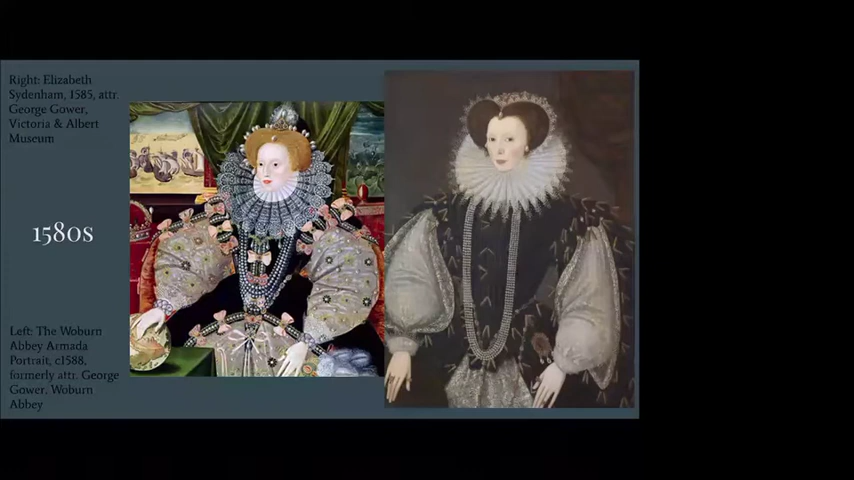 Right: Elizabeth
Sydenham, 1585, attr.
George Gower,
Victoria & Albert
Museum
1580s
Left: The Woburn
Abbey Armada
Portrait, c1588,
formerly attr. George
Gower, Woburn
Abbey